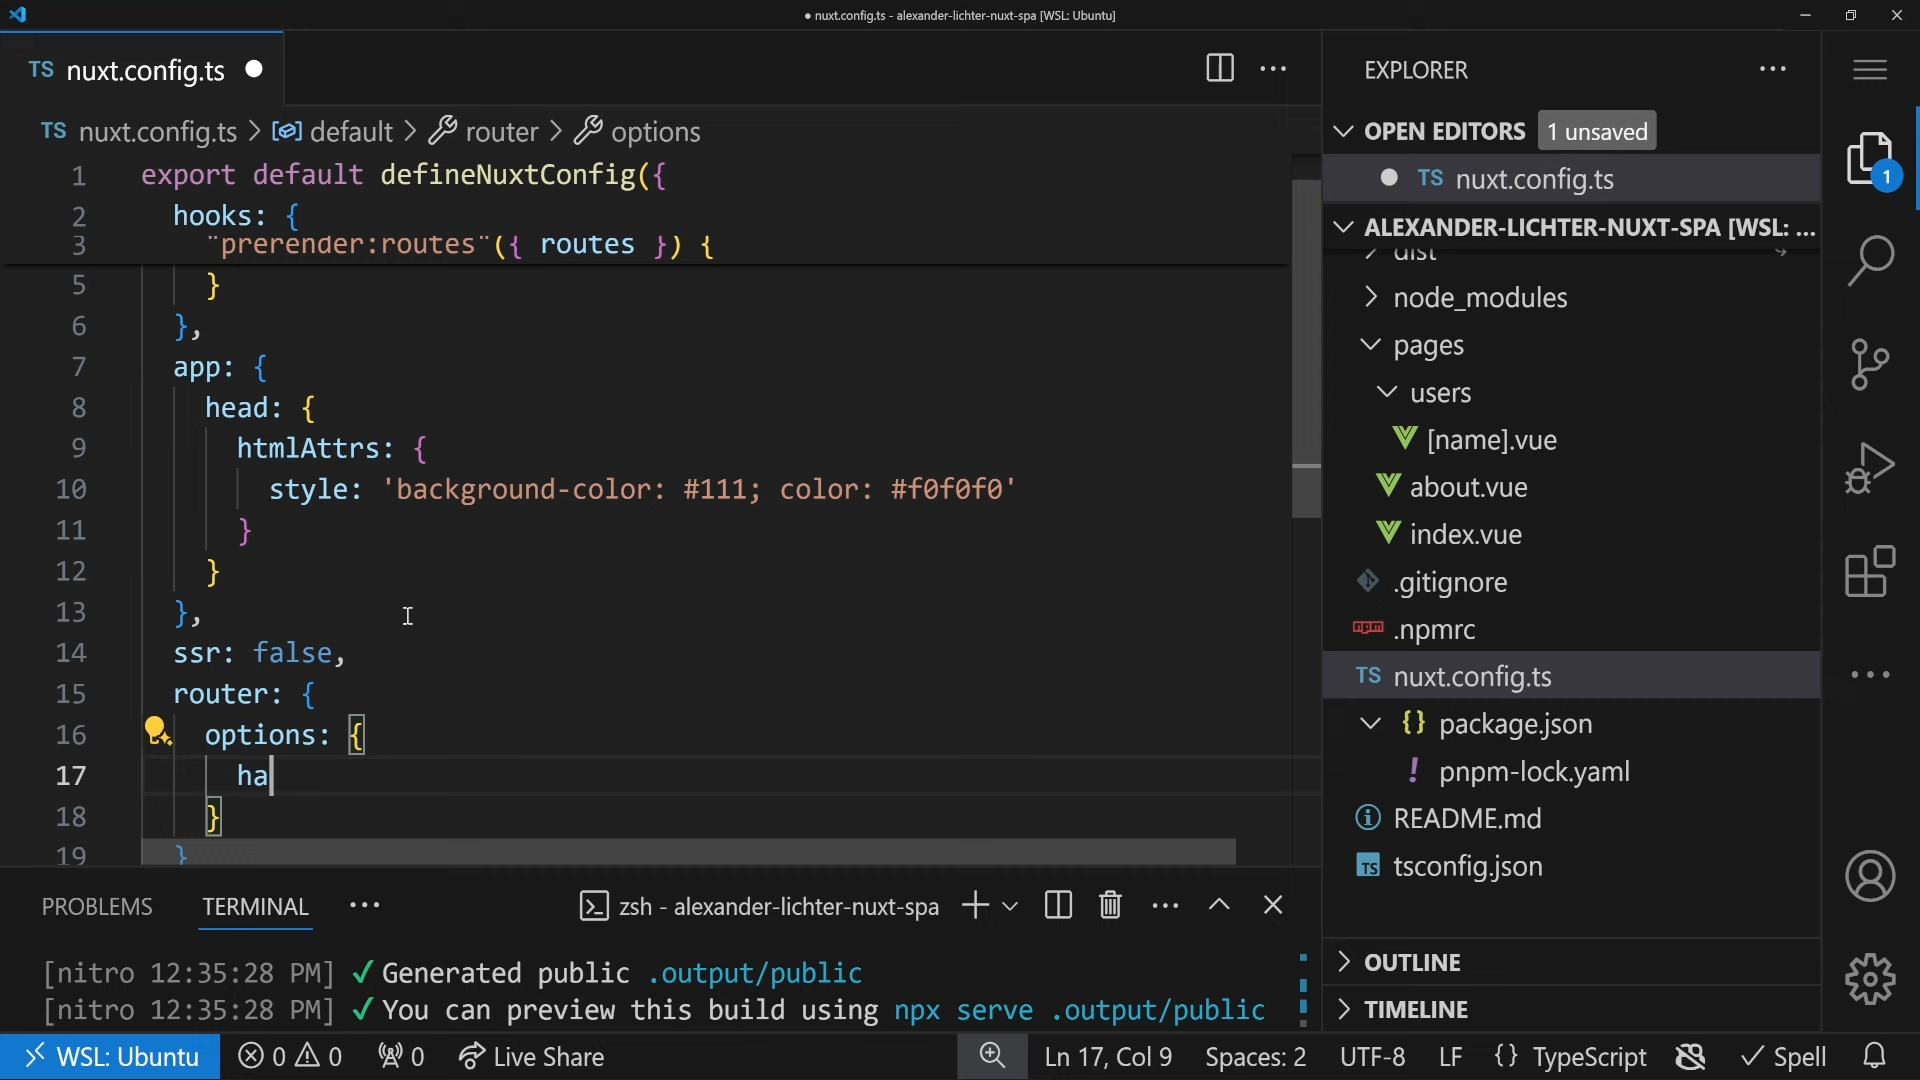 ● nuxt.config.ts - alexander-lichter-nuxt-spa [WSL: Ubuntu]
TS nuxt.config.ts
TS nuxt.config.ts > default > router > options
1 export default defineNuxtConfig({
2 hooks: {
3 "prerender:routes"({ routes }) {
5 }
6 },
7 app: {
8 head: {
9 htmlAttrs: {
10 style: 'background-color: #111; color: #f0f0f0'
11 }
12 }
13 },
14 ssr: false,
15 router: {
16 options: {
17 ha
18 }
19 }
PROBLEMS TERMINAL
zsh - alexander-lichter-nuxt-spa
[nitro 12:35:28 PM] ✓ Generated public .output/public
[nitro 12:35:28 PM] ✓ You can preview this build using npx serve .output/public
EXPLORER
OPEN EDITORS 1 unsaved
TS nuxt.config.ts
ALEXANDER-LICHTER-NUXT-SPA [WSL: ...
dist
node_modules
pages
users
[name].vue
about.vue
index.vue
.gitignore
npm .npmrc
TS nuxt.config.ts
{} package.json
! pnpm-lock.yaml
README.md
TS tsconfig.json
OUTLINE
TIMELINE
1
WSL: Ubuntu 0 0 0 Live Share Ln 17, Col 9 Spaces: 2 UTF-8 LF {} TypeScript Spell